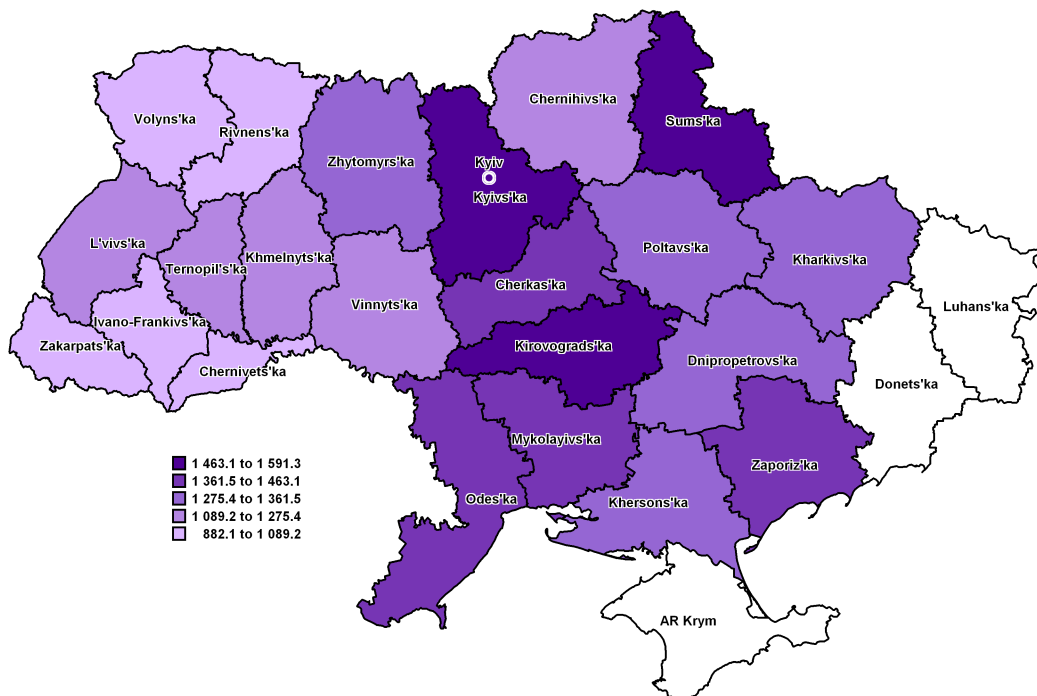 Chernihivs'ka
Volyns'ka
Sums'ka
Rivnens'ka
Zhytomyrs'ka
Kyiv
Kyivs'ka
L'vivs'ka
Poltavs'ka
Kharkivs'ka
Khmelnyts'ka
Ternopil's'ka
Cherkas'ka
Vinnyts'ka
Luhans'ka
Ivano-Frankivs'ka
Zakarpats'ka
Kirovograds'ka
Dnipropetrovs'ka
Chernivets'ka
Donets'ka
Mykolayivs'ka
Zaporiz'ka
Odes'ka
Khersons'ka
1 463.1 to 1 591.3
1 361.5 to 1 463.1
1 275.4 to 1 361.5
1 089.2 to 1 275.4
882.1 to 1 089.2
AR Krym